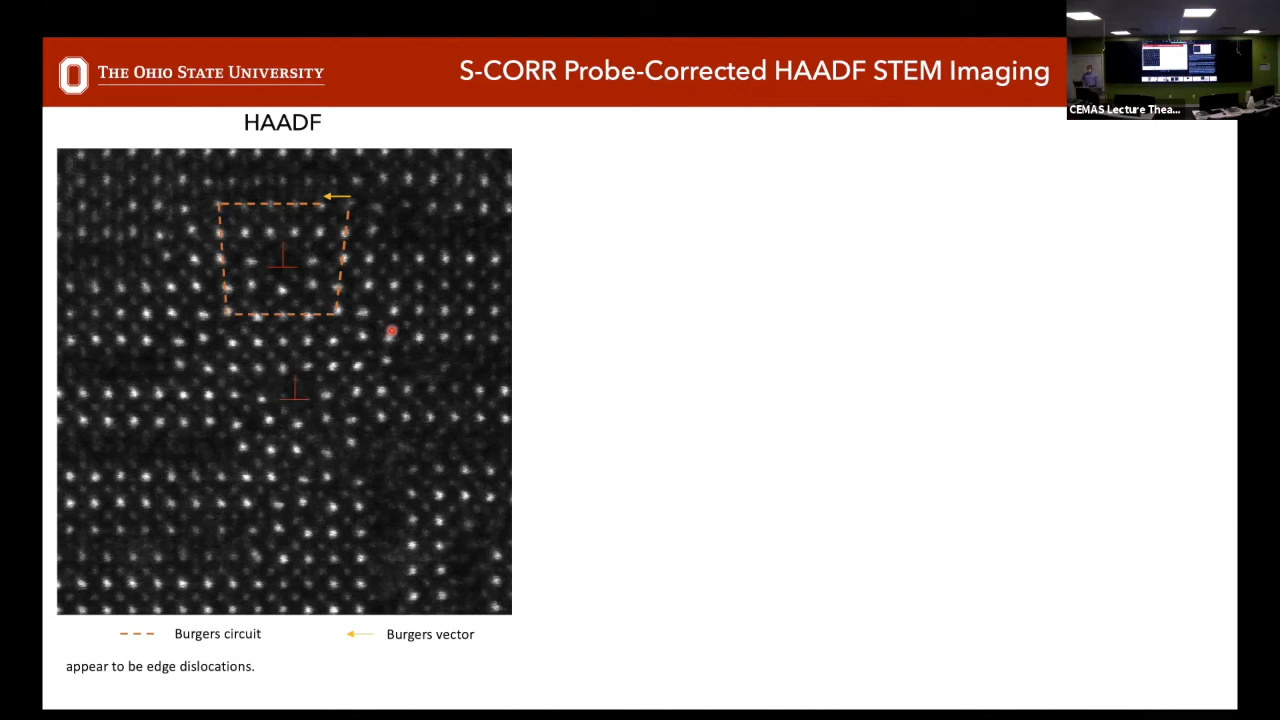 THE OHIO STATE UNIVERSITY
S-CORR Probe-Corrected HAADF STEM Imaging
CEMAS Lecture Thea...
HAADF
Burgers circuit
Burgers vector
appear to be edge dislocations.